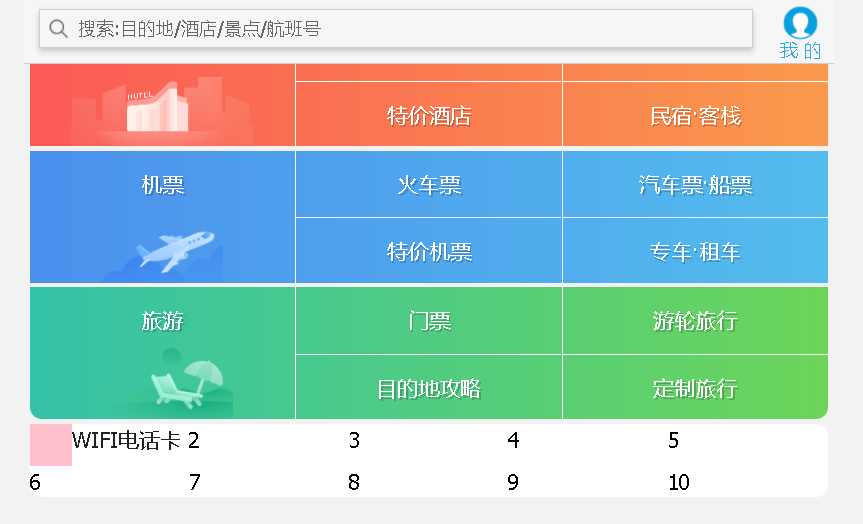 搜索:目的地/酒店/景点/航班号
我的
HOTEL
特价酒店 民宿·客栈
机票 火车票 汽车票·船票
特价机票 专车·租车
旅游 门票 游轮旅行
目的地攻略 定制旅行
WIFI电话卡 2 3 4 5
6 7 8 9 10